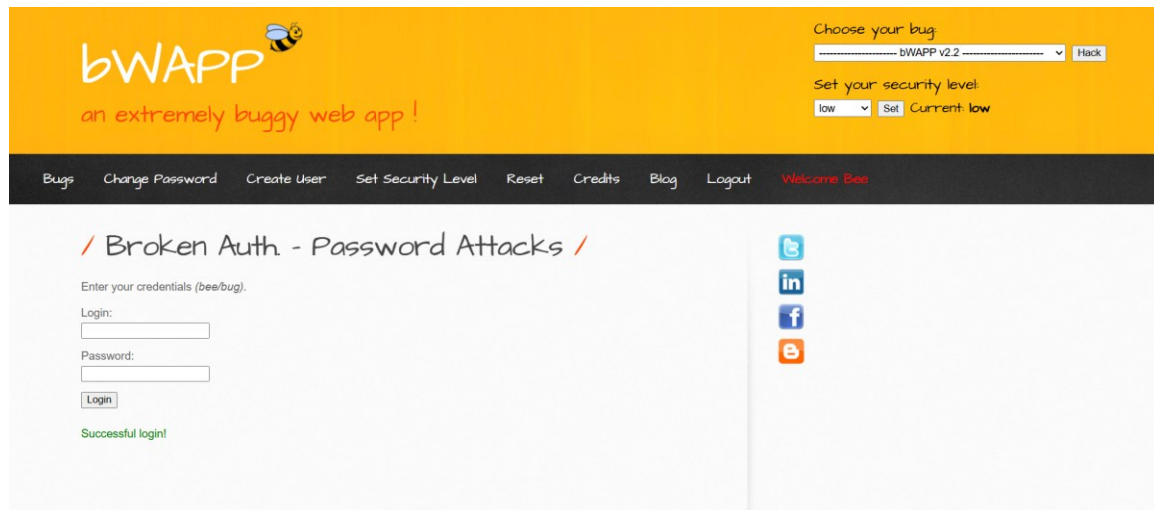 bWAPP
an extremely buggy web app !
Choose your bug:
---------------------- bWAPP v2.2 ------------------------ Hack
Set your security level:
low Set Current: low
Bugs Change Password Create User Set Security Level Reset Credits Blog Logout Welcome Bee
/ Broken Auth. - Password Attacks /
Enter your credentials (bee/bug).
Login:
Password:
Login
Successful login!